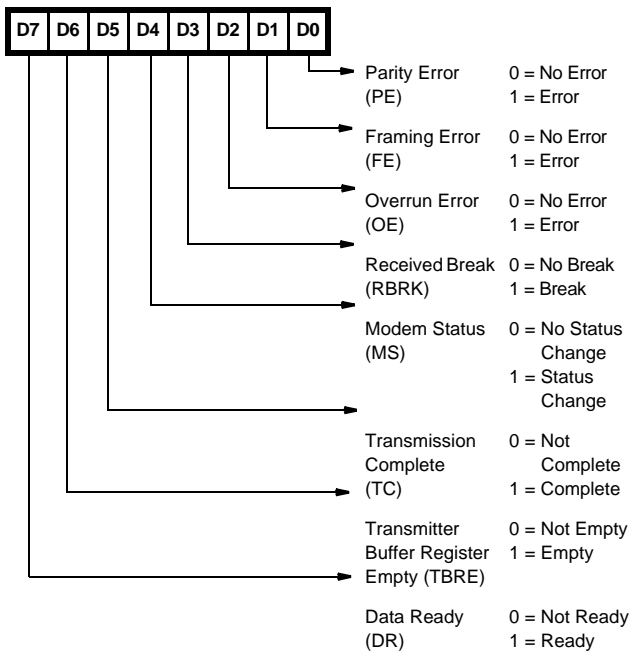 D7 D6 D5 D4 D3 D2 D1 D0
Parity Error 0 = No Error
(PE) 1 = Error
Framing Error 0 = No Error
(FE) 1 = Error
Overrun Error 0 = No Error
(OE) 1 = Error
Received Break 0 = No Break
(RBRK) 1 = Break
Modem Status 0 = No Status
(MS) Change
1 = Status
Change
Transmission 0 = Not
Complete Complete
(TC) 1 = Complete
Transmitter 0 = Not Empty
Buffer Register 1 = Empty
Empty (TBRE)
Data Ready 0 = Not Ready
(DR) 1 = Ready